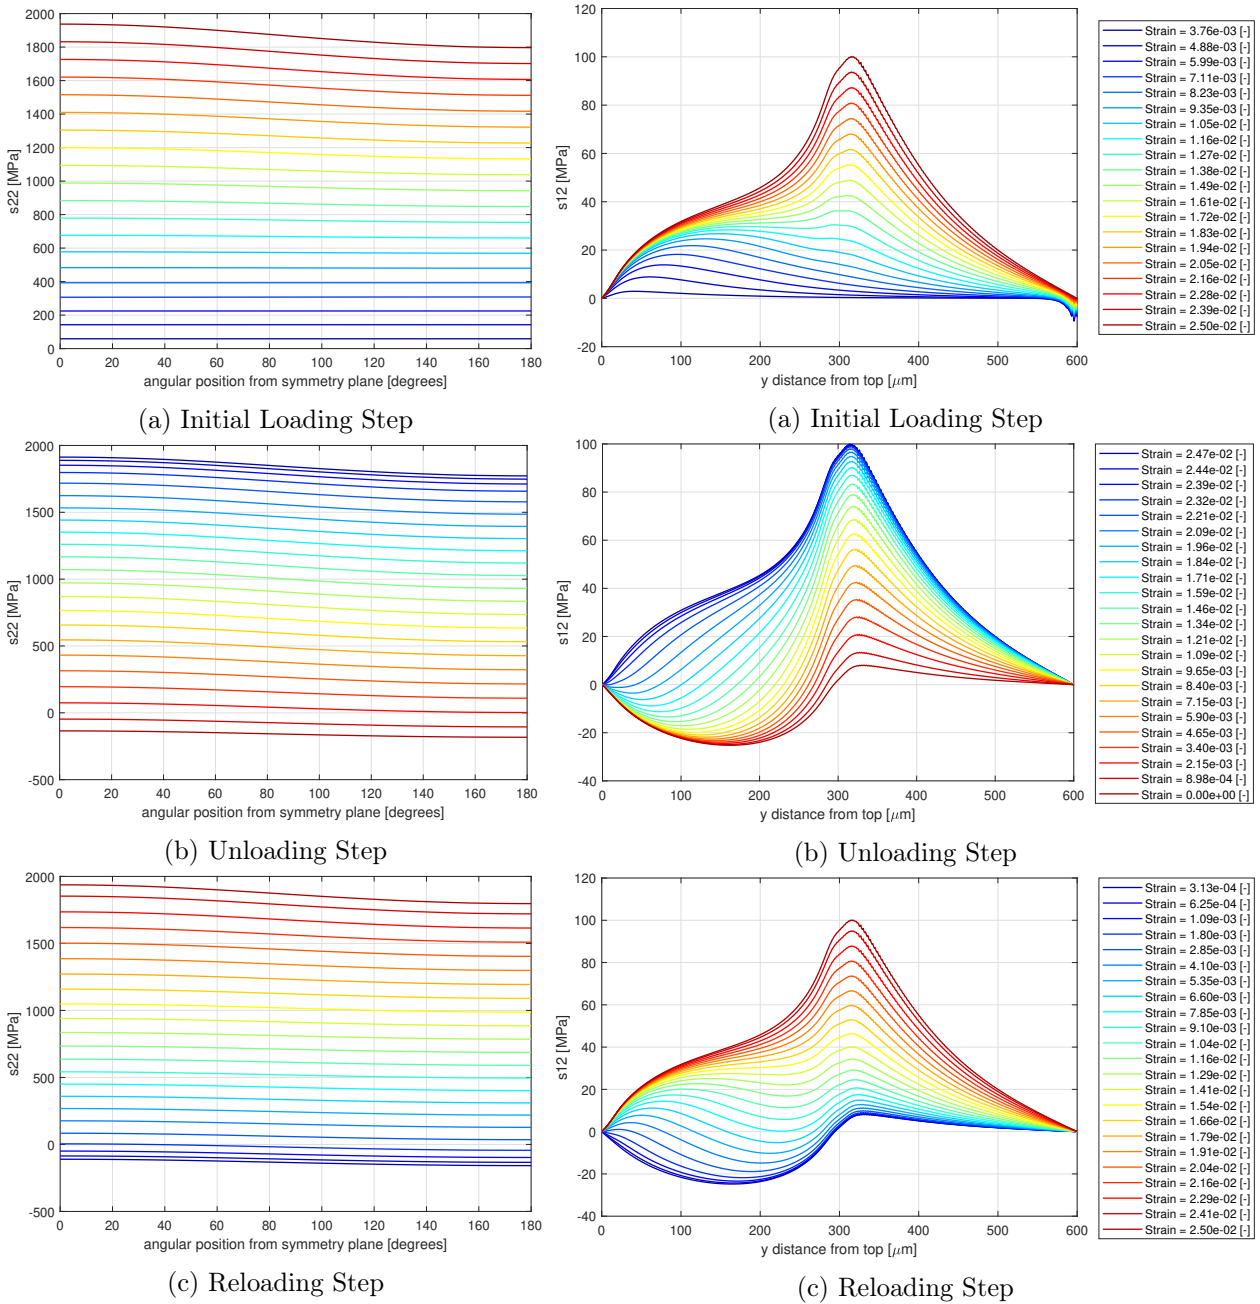 2000
1800
1600
1400
1200
1000
800
600
400
200
0
s22 [MPa]
0 20 40 60 80 100 120 140 160 180
angular position from symmetry plane [degrees]
(a) Initial Loading Step
120
100
80
60
40
20
0
-20
s12 [MPa]
0 100 200 300 400 500 600
y distance from top [μm]
Strain = 3.76e-03 [-]
Strain = 4.88e-03 [-]
Strain = 5.99e-03 [-]
Strain = 7.11e-03 [-]
Strain = 8.23e-03 [-]
Strain = 9.35e-03 [-]
Strain = 1.05e-02 [-]
Strain = 1.16e-02 [-]
Strain = 1.27e-02 [-]
Strain = 1.38e-02 [-]
Strain = 1.49e-02 [-]
Strain = 1.61e-02 [-]
Strain = 1.72e-02 [-]
Strain = 1.83e-02 [-]
Strain = 1.94e-02 [-]
Strain = 2.05e-02 [-]
Strain = 2.16e-02 [-]
Strain = 2.28e-02 [-]
Strain = 2.39e-02 [-]
Strain = 2.50e-02 [-]
(a) Initial Loading Step
2000
1500
1000
500
0
-500
s22 [MPa]
0 20 40 60 80 100 120 140 160 180
angular position from symmetry plane [degrees]
(b) Unloading Step
100
80
60
40
20
0
-20
-40
s12 [MPa]
0 100 200 300 400 500 600
y distance from top [μm]
Strain = 2.47e-02 [-]
Strain = 2.44e-02 [-]
Strain = 2.39e-02 [-]
Strain = 2.32e-02 [-]
Strain = 2.21e-02 [-]
Strain = 2.09e-02 [-]
Strain = 1.96e-02 [-]
Strain = 1.84e-02 [-]
Strain = 1.71e-02 [-]
Strain = 1.59e-02 [-]
Strain = 1.46e-02 [-]
Strain = 1.34e-02 [-]
Strain = 1.21e-02 [-]
Strain = 1.09e-02 [-]
Strain = 9.65e-03 [-]
Strain = 8.40e-03 [-]
Strain = 7.15e-03 [-]
Strain = 5.90e-03 [-]
Strain = 4.65e-03 [-]
Strain = 3.40e-03 [-]
Strain = 2.15e-03 [-]
Strain = 8.98e-04 [-]
Strain = 0.00e+00 [-]
(b) Unloading Step
2000
1500
1000
500
0
-500
s22 [MPa]
0 20 40 60 80 100 120 140 160 180
angular position from symmetry plane [degrees]
(c) Reloading Step
120
100
80
60
40
20
0
-20
-40
s12 [MPa]
0 100 200 300 400 500 600
y distance from top [μm]
Strain = 3.13e-04 [-]
Strain = 6.25e-04 [-]
Strain = 1.09e-03 [-]
Strain = 1.80e-03 [-]
Strain = 2.85e-03 [-]
Strain = 4.10e-03 [-]
Strain = 5.35e-03 [-]
Strain = 6.60e-03 [-]
Strain = 7.85e-03 [-]
Strain = 9.10e-03 [-]
Strain = 1.04e-02 [-]
Strain = 1.16e-02 [-]
Strain = 1.29e-02 [-]
Strain = 1.41e-02 [-]
Strain = 1.54e-02 [-]
Strain = 1.66e-02 [-]
Strain = 1.79e-02 [-]
Strain = 1.91e-02 [-]
Strain = 2.04e-02 [-]
Strain = 2.16e-02 [-]
Strain = 2.29e-02 [-]
Strain = 2.41e-02 [-]
Strain = 2.50e-02 [-]
(c) Reloading Step